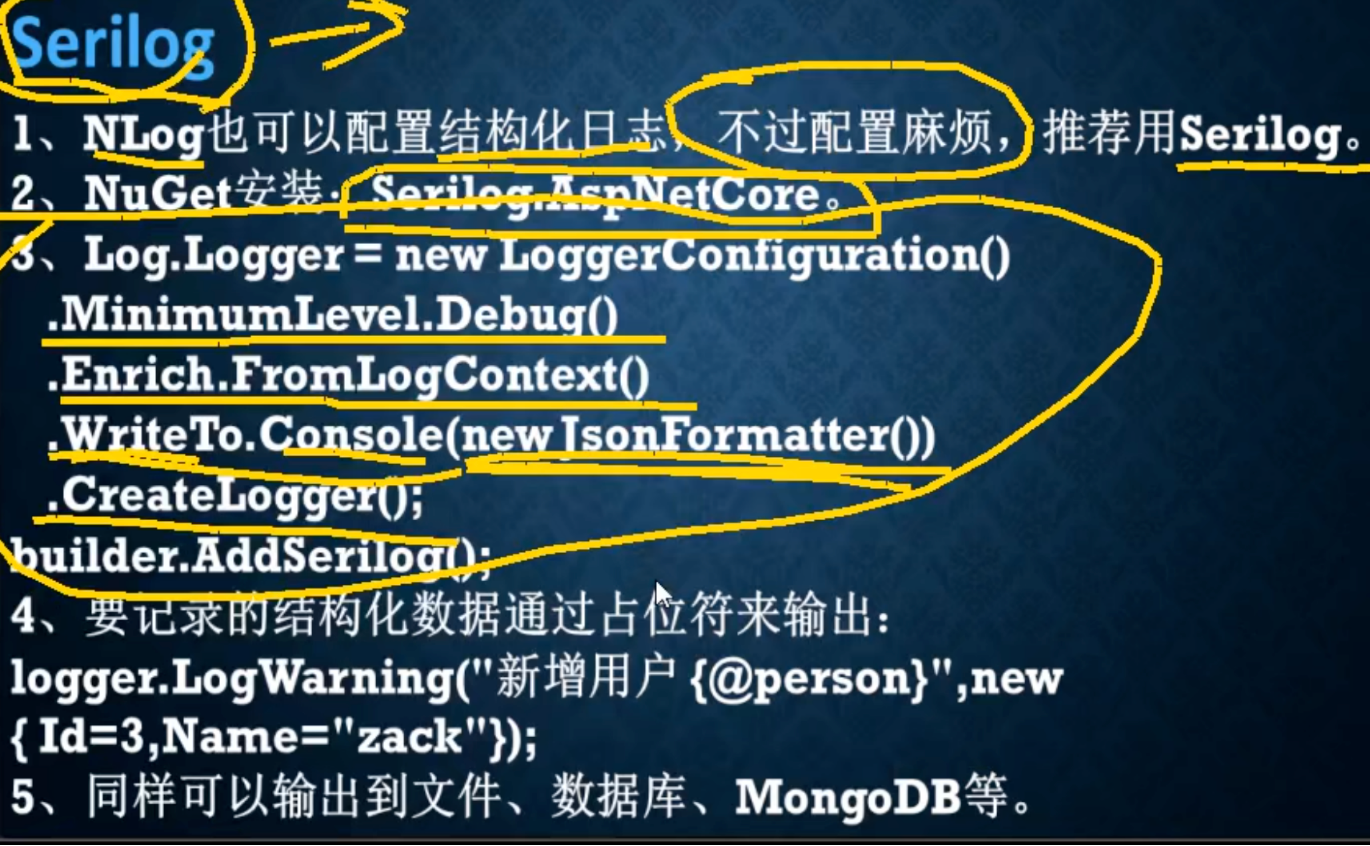 Serilog
1、NLog也可以配置结构化日志，不过配置麻烦，推荐用Serilog。
2、NuGet安装：Serilog.AspNetCore。
3、Log.Logger = new LoggerConfiguration()
.MinimumLevel.Debug()
.Enrich.FromLogContext()
.WriteTo.Console(new JsonFormatter())
.CreateLogger();
builder.AddSerilog();
4、要记录的结构化数据通过占位符来输出：
logger.LogWarning("新增用户 {@person}",new
{ Id=3,Name="zack"});
5、同样可以输出到文件、数据库、MongoDB等。